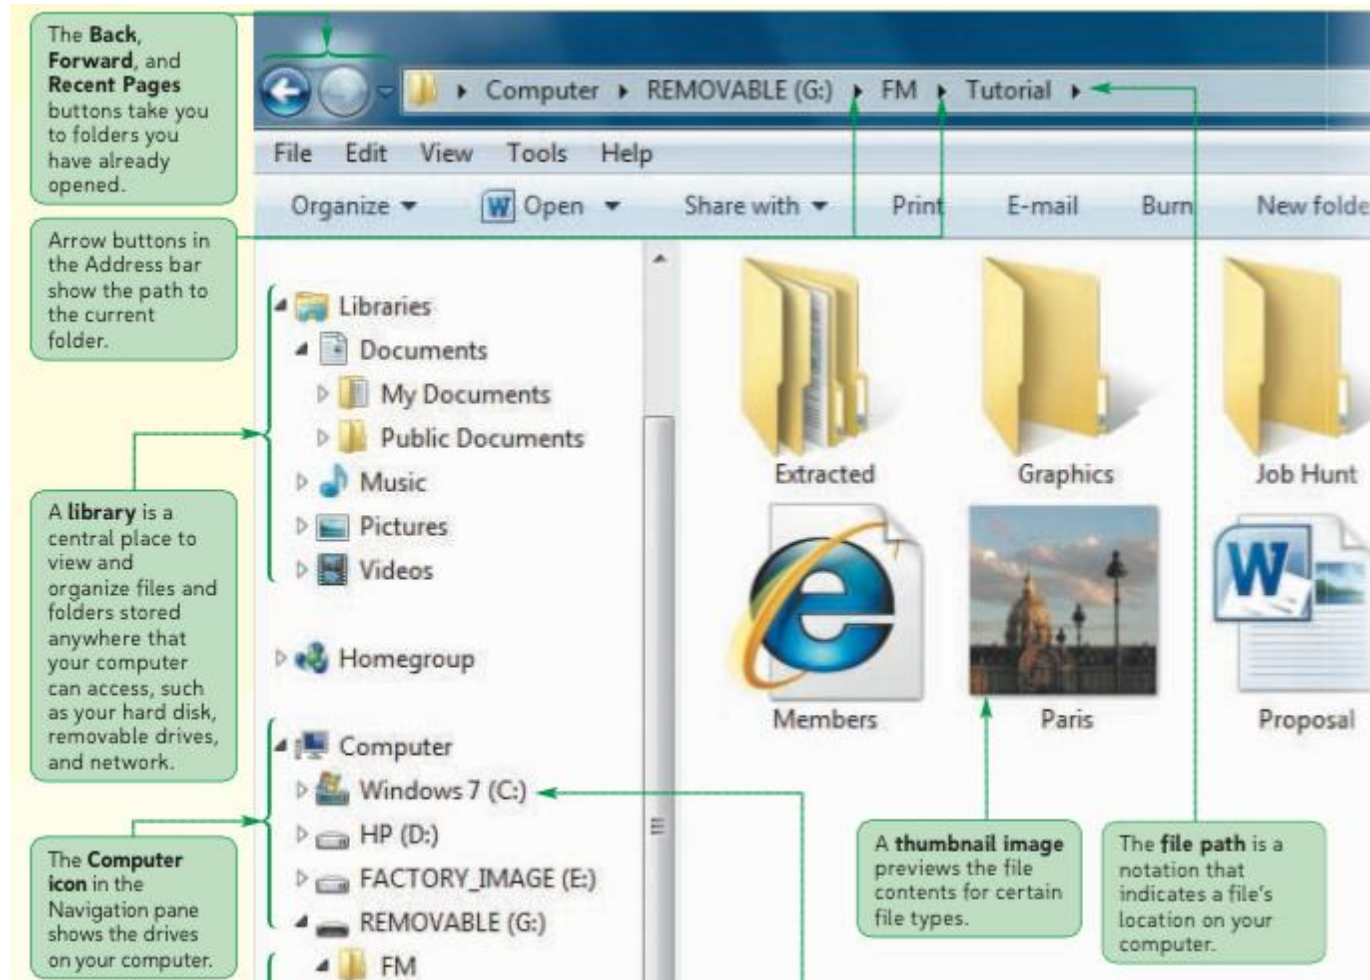 The Back,
Forward, and
Recent Pages
buttons take you
to folders you
have already
opened.
Computer REMOVABLE (G:) FM Tutorial
File Edit View Tools Help
Organize Open Share with Print E-mail Burn New folde
Arrow buttons in
the Address bar
show the path to
the current
folder.
Libraries
Documents
My Documents
Public Documents
Music
Pictures
Videos
Homegroup
Computer
Windows 7 (C:)
HP (D:)
FACTORY_IMAGE (E:)
REMOVABLE (G:)
FM
Extracted Graphics Job Hunt
Members Paris Proposal
A library is a
central place to
view and
organize files and
folders stored
anywhere that
your computer
can access, such
as your hard disk,
removable drives,
and network.
The Computer
icon in the
Navigation pane
shows the drives
on your computer.
A thumbnail image
previews the file
contents for certain
file types.
The file path is a
notation that
indicates a file's
location on your
computer.